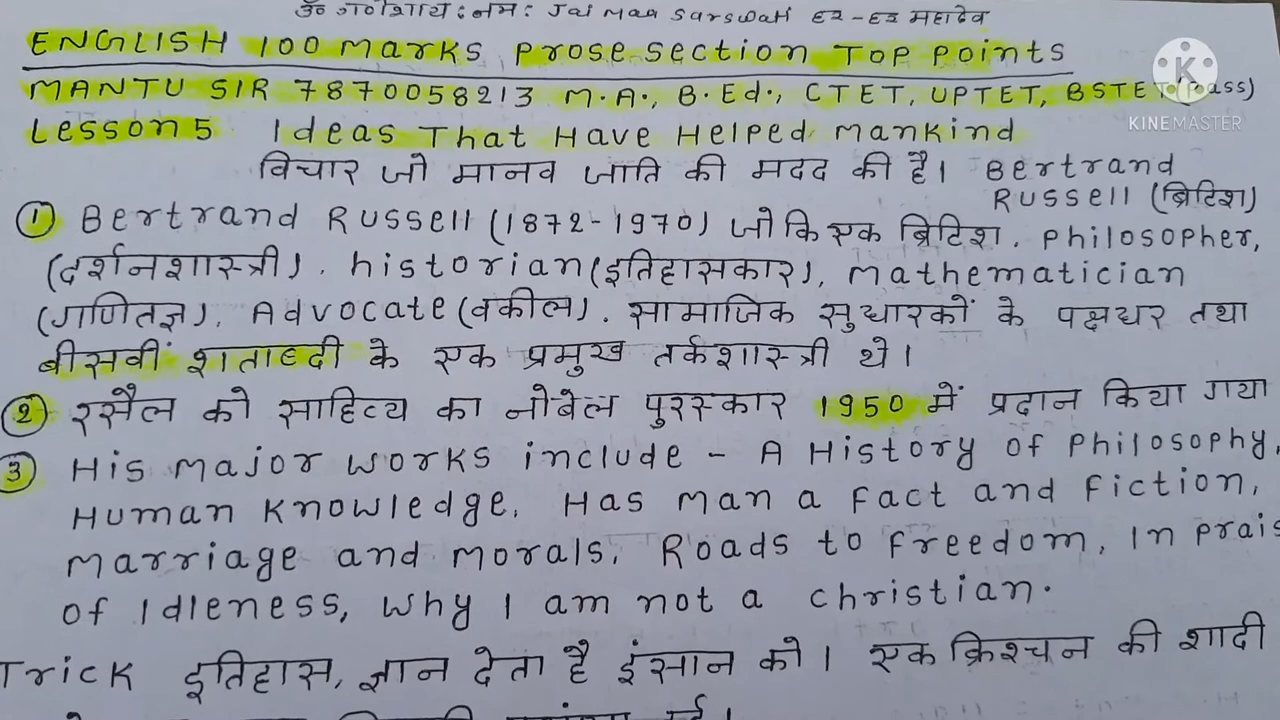 ॐ गणेशाय: नम: Jai Maa Sarswati हर-हर महादेव
ENGLISH 100 Marks Prose Section Top Points
MANTU SIR 7870058213 M.A., B.Ed., CTET, UPTET, BSTET Pass)
KINEMASTER
Lesson 5 Ideas That Have Helped Mankind
विचार जो मानव जाति की मदद की है। Bertrand
Russell (ब्रिटिश)
① Bertrand Russell (1872-1970) जो कि एक ब्रिटिश. Philosopher,
(दर्शनशास्त्री). historian (इतिहासकार), Mathematician
(गणितज्ञ). Advocate (वकील). सामाजिक सुधारकों के पक्षधर तथा
बीसवीं शताब्दी के एक प्रमुख तर्कशास्त्री थे।
② रसैल को साहित्य का नोबेल पुरस्कार 1950 में प्रदान किया गया
③ His major works include - A History of Philosophy,
Human Knowledge. Has Man a Fact and Fiction,
Marriage and Morals. Roads to Freedom, In prais
of Idleness, Why I am not a christian.
Trick इतिहास, ज्ञान देता है इंसान को। एक क्रिश्चन की शादी